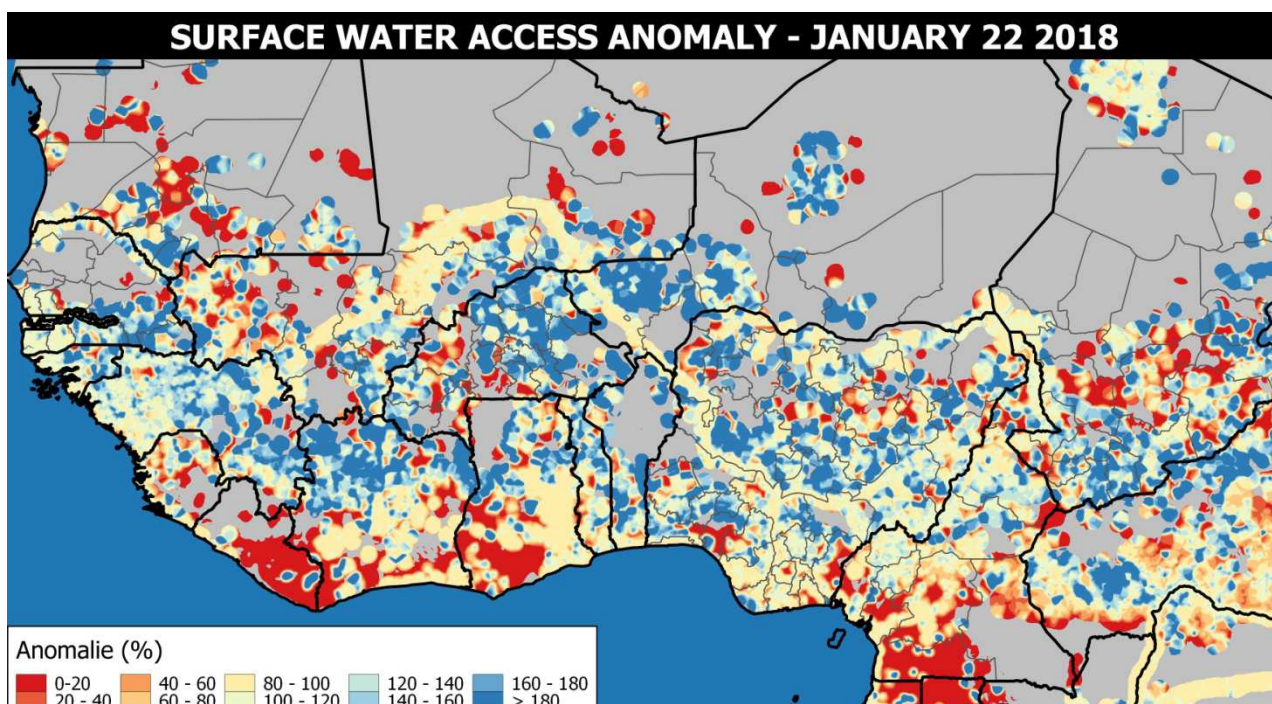 SURFACE WATER ACCESS ANOMALY - JANUARY 22 2018
Anomalie (%)
0-20 40 - 60 80 - 100 120 - 140 160 - 180
20 - 40 60 - 80 100 - 120 140 - 160 > 180